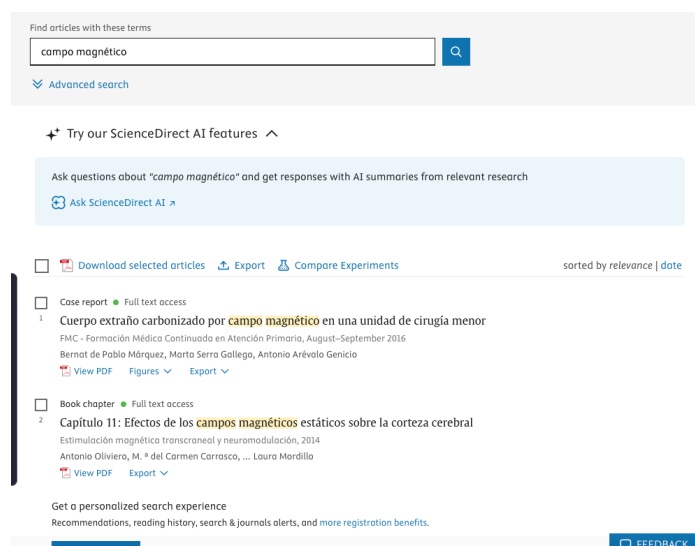 Find articles with these terms
campo magnético
Advanced search
Try our ScienceDirect AI features
Ask questions about "campo magnético" and get responses with AI summaries from relevant research
Ask ScienceDirect AI
Download selected articles Export Compare Experiments sorted by relevance | date
Case report Full text access
1 Cuerpo extraño carbonizado por campo magnético en una unidad de cirugía menor
FMC - Formación Médica Continuada en Atención Primaria, August–September 2016
Bernat de Pablo Márquez, Marta Serra Gallego, Antonio Arévalo Genicio
View PDF Figures Export
Book chapter Full text access
2 Capítulo 11: Efectos de los campos magnéticos estáticos sobre la corteza cerebral
Estimulación magnética transcraneal y neuromodulación, 2014
Antonio Oliviero, M. ª del Carmen Carrasco, ... Laura Mordillo
View PDF Export
Get a personalized search experience
Recommendations, reading history, search & journals alerts, and more registration benefits.
FEEDBACK